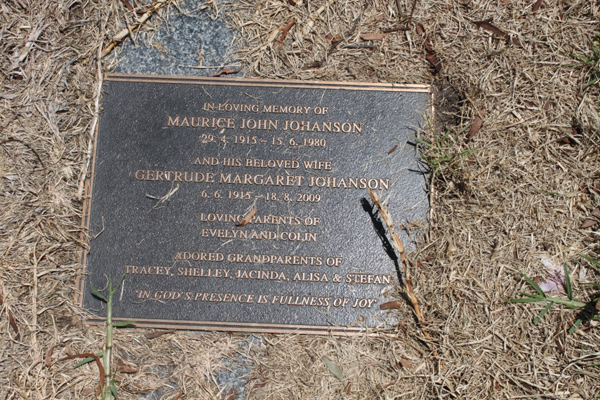 IN LOVING MEMORY OF
MAURICE JOHN JOHANSON
29. 4. 1915 - 15. 6. 1980
AND HIS BELOVED WIFE
GERTRUDE MARGARET JOHANSON
6. 6. 1915 - 18. 8. 2009
LOVING PARENTS OF
EVELYN AND COLIN
ADORED GRANDPARENTS OF
TRACEY, SHELLEY, JACINDA, ALISA & STEFAN
"IN GOD'S PRESENCE IS FULLNESS OF JOY"